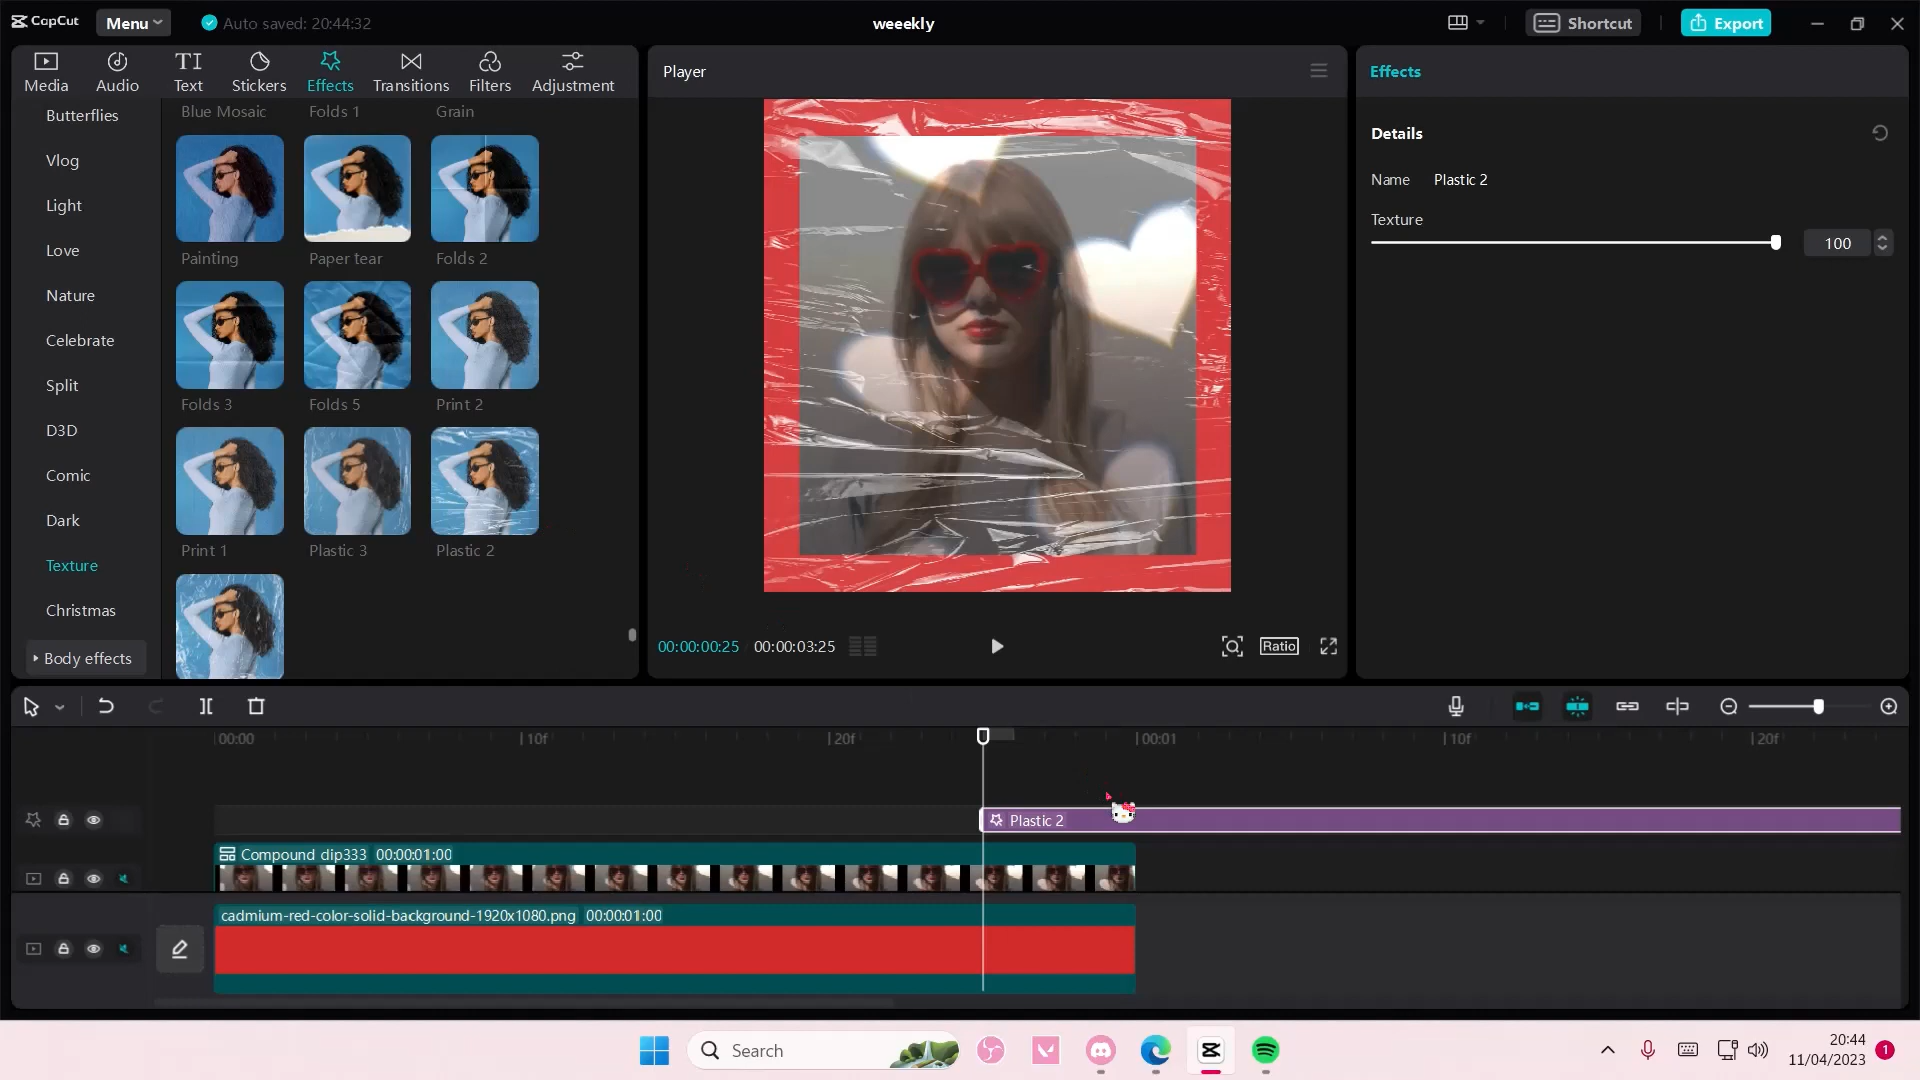 CapCut
Menu
Auto saved: 20:44:32
weeekly
Shortcut
Export
Media
Audio
TI
Text
Stickers
Effects
Transitions
Filters
Adjustment
Player
Effects
Butterflies
Vlog
Light
Love
Nature
Celebrate
Split
D3D
Comic
Dark
Texture
Christmas
Body effects
Blue Mosaic
Folds 1
Grain
Painting
Paper tear
Folds 2
Folds 3
Folds 5
Print 2
Print 1
Plastic 3
Plastic 2
Details
Name
Plastic 2
Texture
100
00:00:00:25
00:00:03:25
Ratio
00:00
10f
20f
00:01
10f
20f
Plastic 2
Compound clip333 00:00:01:00
cadmium-red-color-solid-background-1920x1080.png 00:00:01:00
Search
20:44
11/04/2023
1